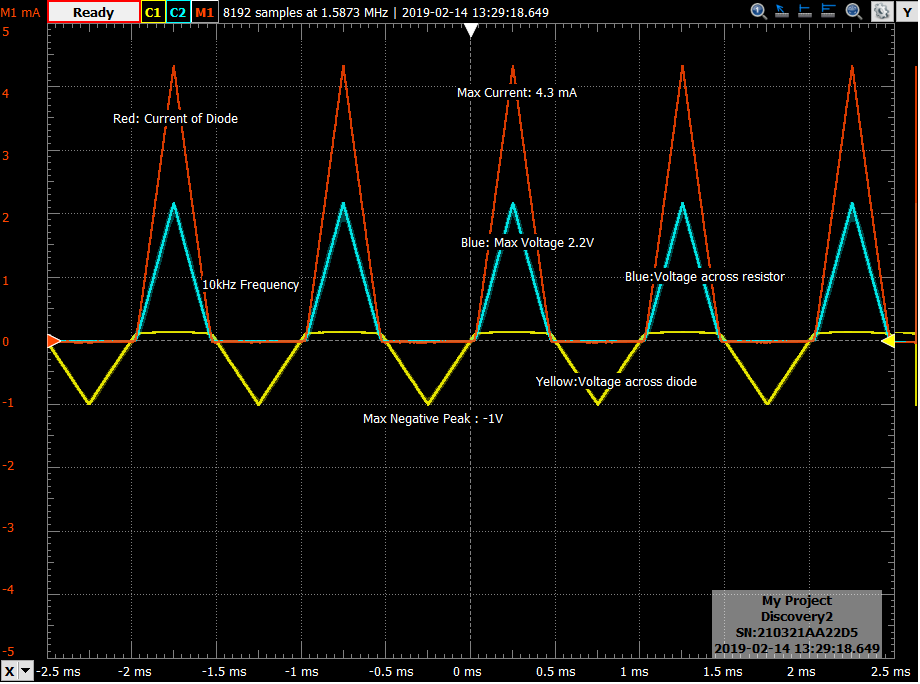 M1 mA Ready C1 C2 M1 8192 samples at 1.5873 MHz | 2019-02-14 13:29:18.649 Y
5
4
Max Current: 4.3 mA
Red: Current of Diode
3
2
Blue: Max Voltage 2.2V
1
10kHz Frequency
Blue:Voltage across resistor
0
Yellow:Voltage across diode
-1
Max Negative Peak : -1V
-2
-3
-4
My Project
Discovery2
SN:210321AA22D5
2019-02-14 13:29:18.649
-5
X -2.5 ms -2 ms -1.5 ms -1 ms -0.5 ms 0 ms 0.5 ms 1 ms 1.5 ms 2 ms 2.5 ms